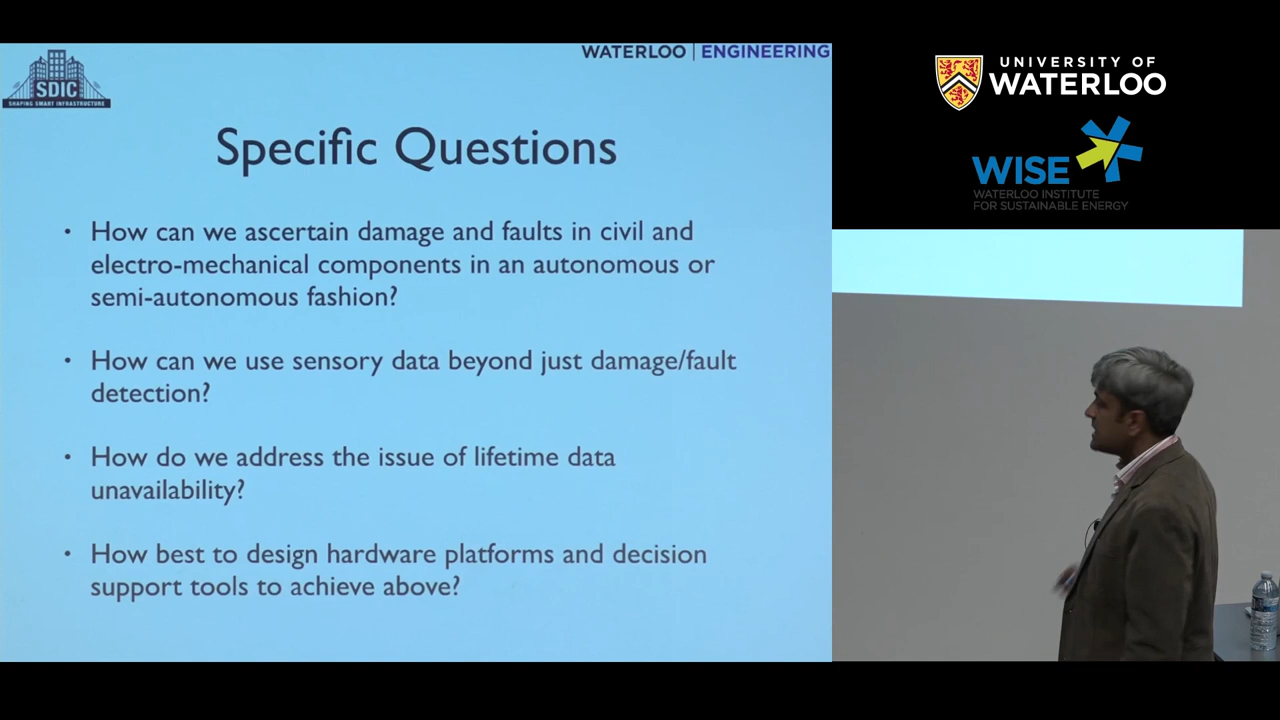 SDIC
SHAPING SMART INFRASTRUCTURE
WATERLOO | ENGINEERING
Specific Questions
• How can we ascertain damage and faults in civil and
electro-mechanical components in an autonomous or
semi-autonomous fashion?
• How can we use sensory data beyond just damage/fault
detection?
• How do we address the issue of lifetime data
unavailability?
• How best to design hardware platforms and decision
support tools to achieve above?
UNIVERSITY OF
WATERLOO
WISE
WATERLOO INSTITUTE
FOR SUSTAINABLE ENERGY